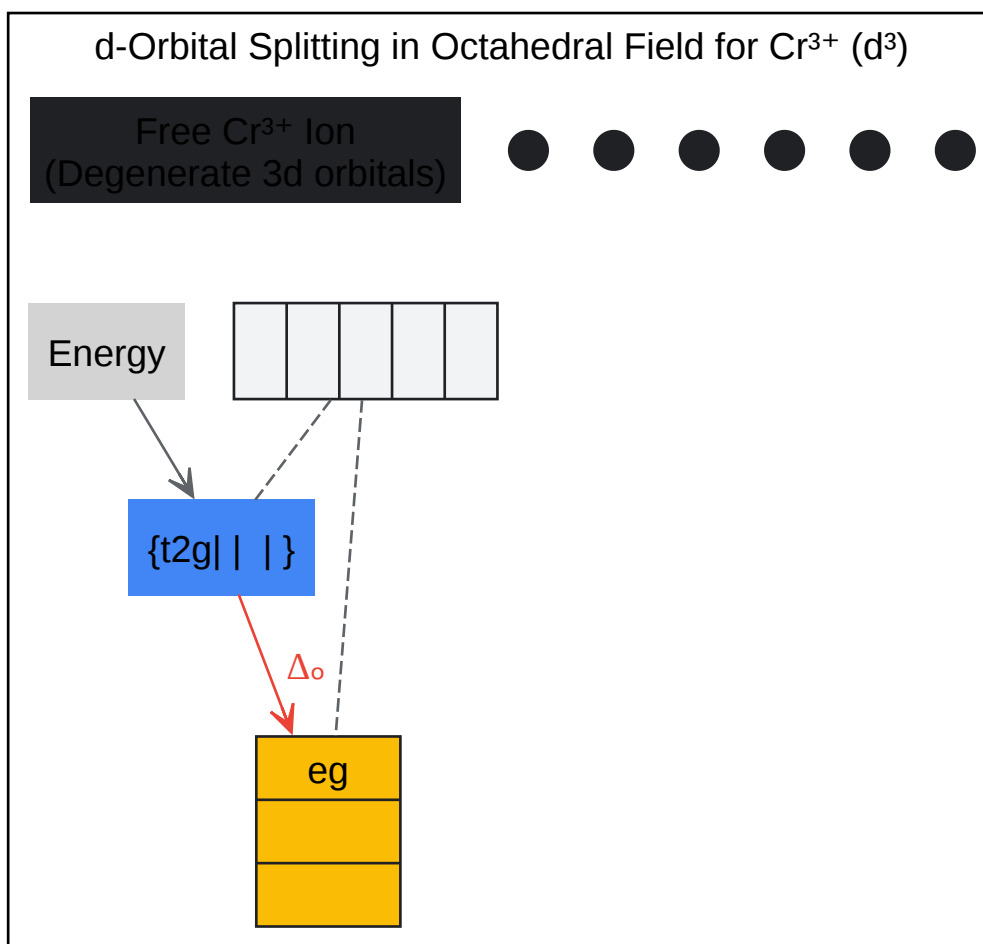 d-Orbital Splitting in Octahedral Field for Cr³⁺ (d³)
Free Cr³⁺ Ion
(Degenerate 3d orbitals)
Energy
{t2g| | | }
Δₒ
eg